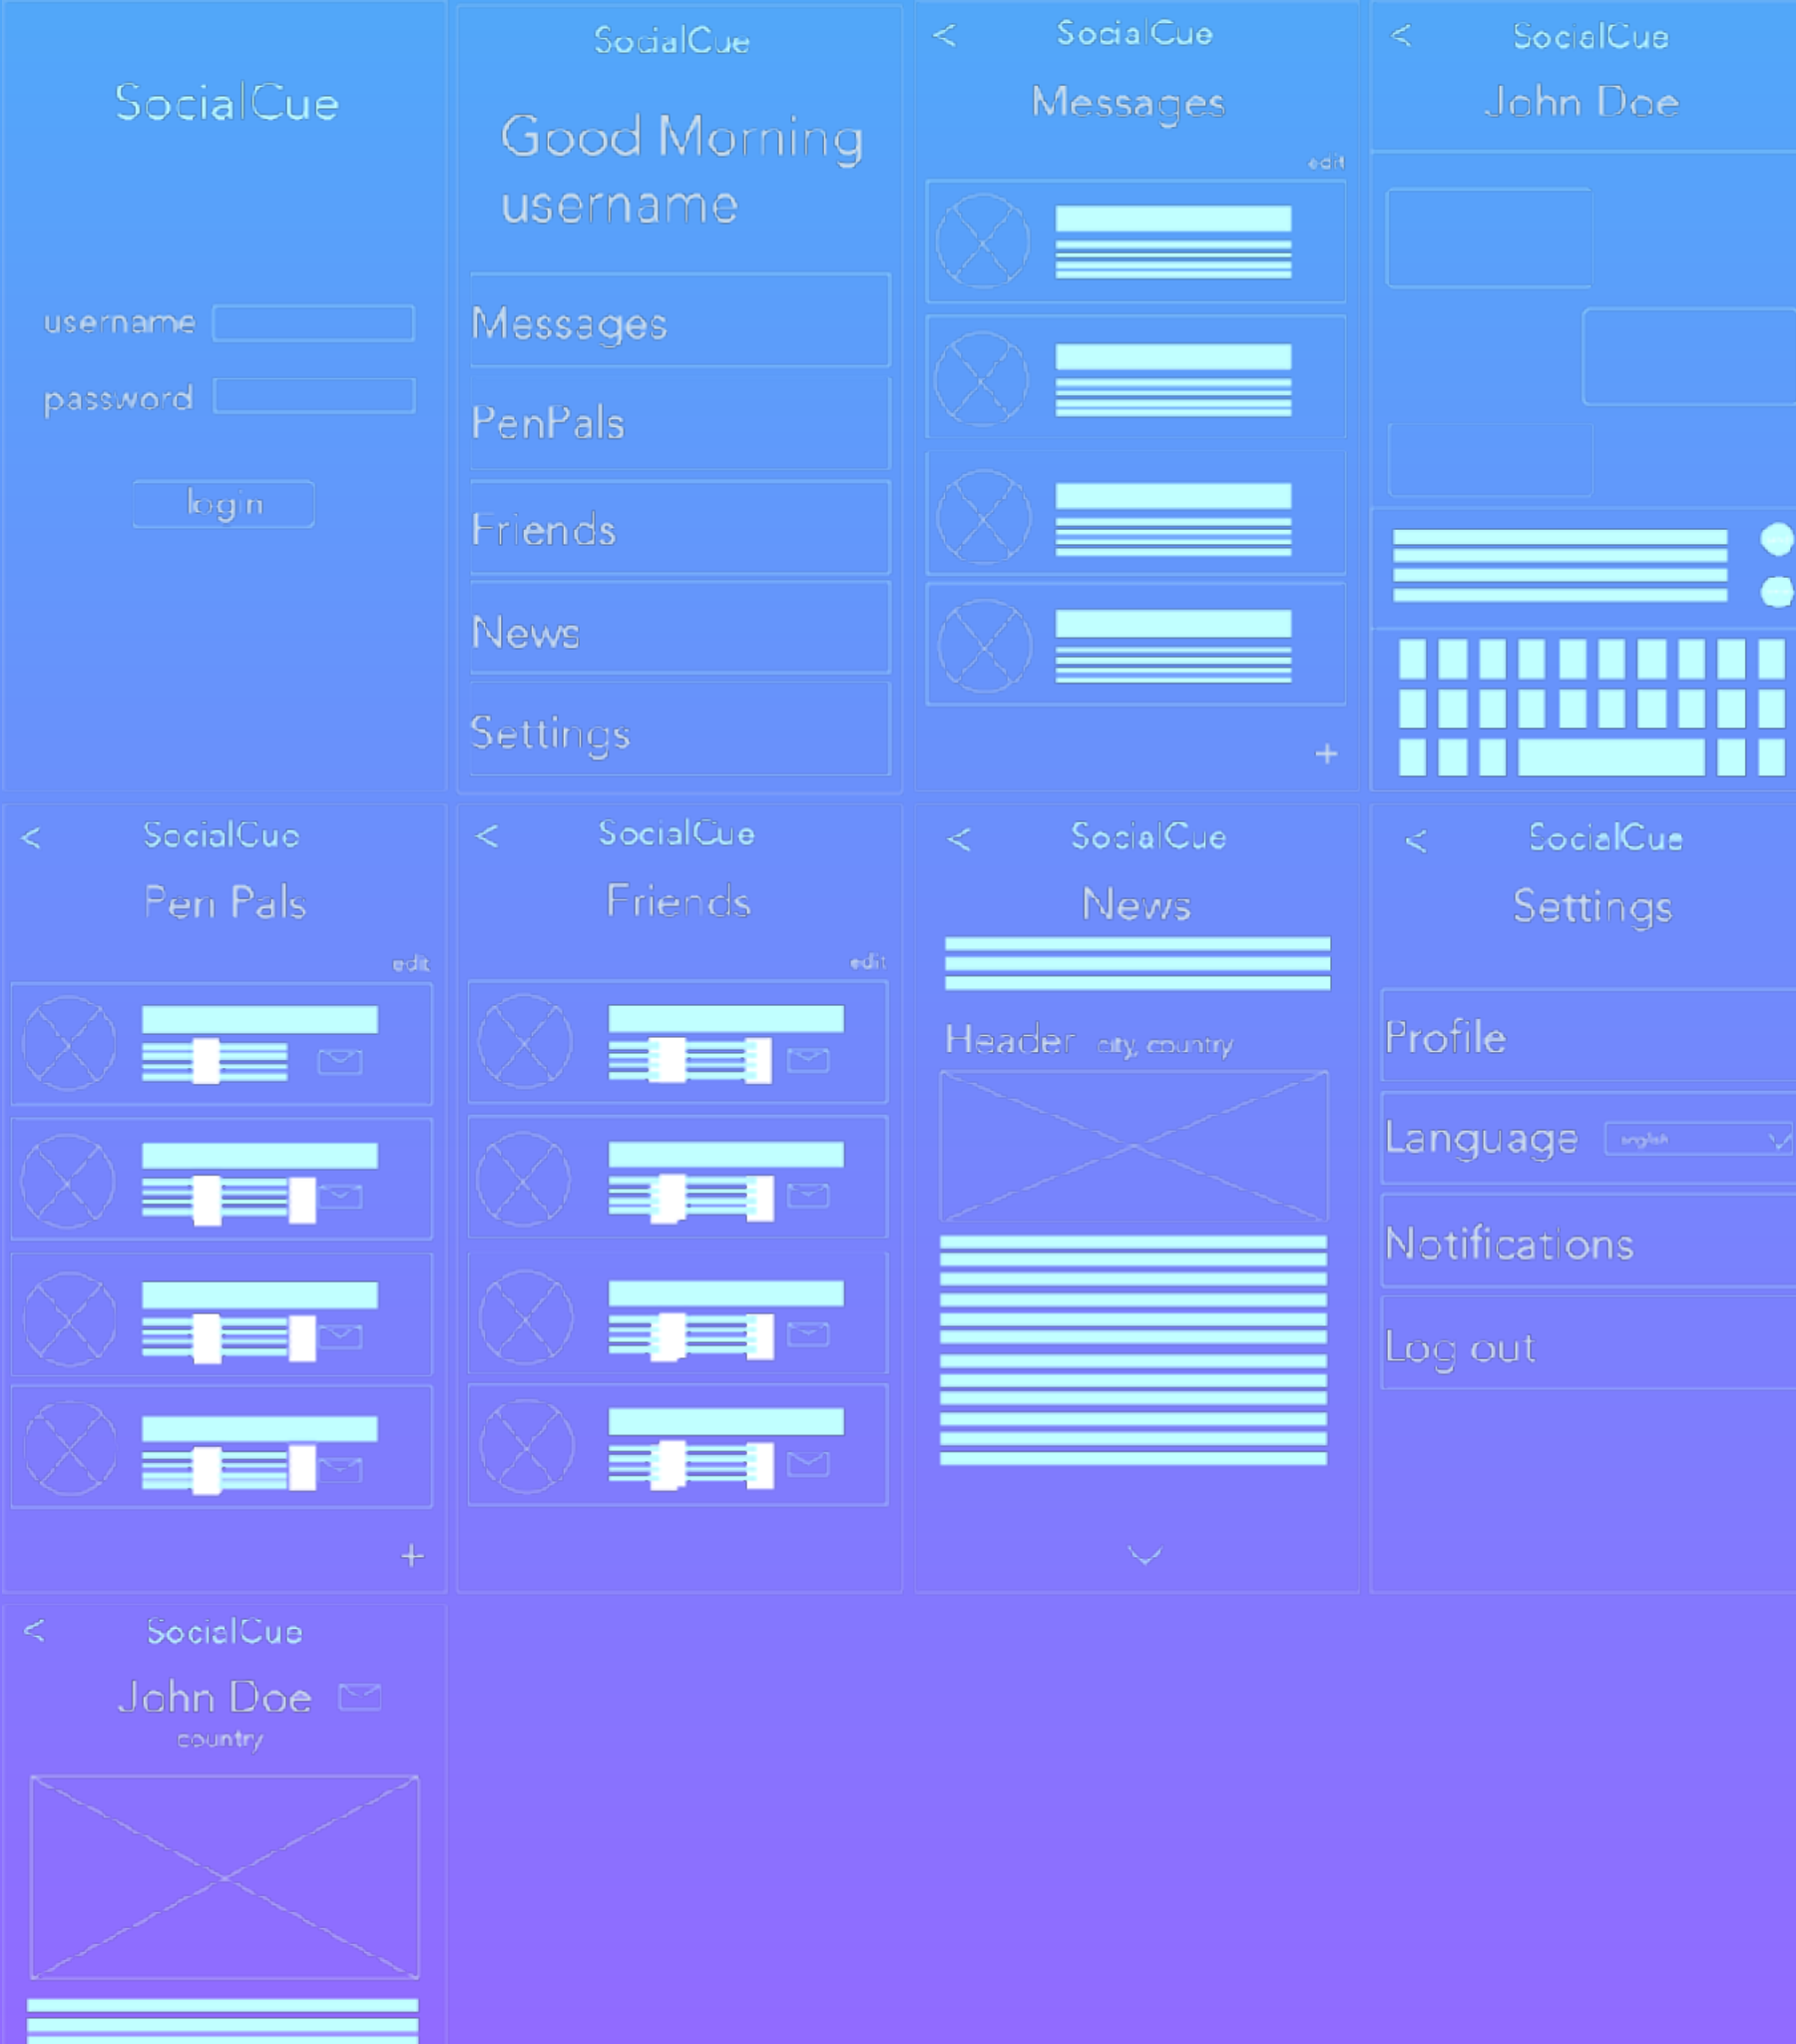 SocialCue
username
password
login
SocialCue
Good Morning
username
Messages
PenPals
Friends
News
Settings
<
SocialCue
Messages
edit
+
<
SocialCue
John Doe
<
SocialCue
Pen Pals
edit
+
<
SocialCue
Friends
edit
<
SocialCue
News
Header city, country
<
SocialCue
Settings
Profile
Language english
Notifications
Log out
<
SocialCue
John Doe
country